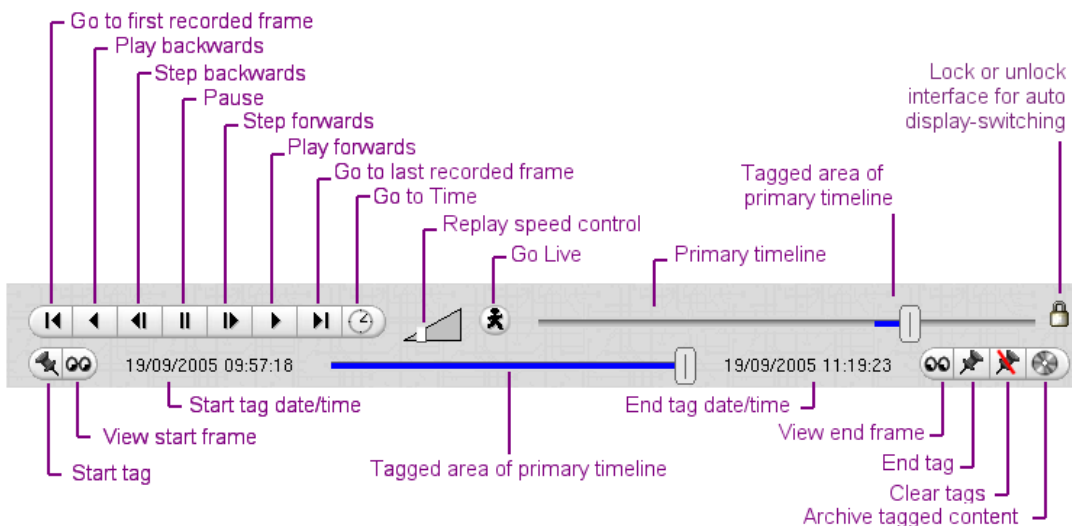 Go to first recorded frame
Play backwards
Step backwards
Pause
Step forwards
Play forwards
Go to last recorded frame
Go to Time
Replay speed control
Go Live
Primary timeline
Tagged area of
primary timeline
Lock or unlock
interface for auto
display-switching
19/09/2005 09:57:18
19/09/2005 11:19:23
Start tag date/time
View start frame
Start tag
Tagged area of primary timeline
End tag date/time
View end frame
End tag
Clear tags
Archive tagged content